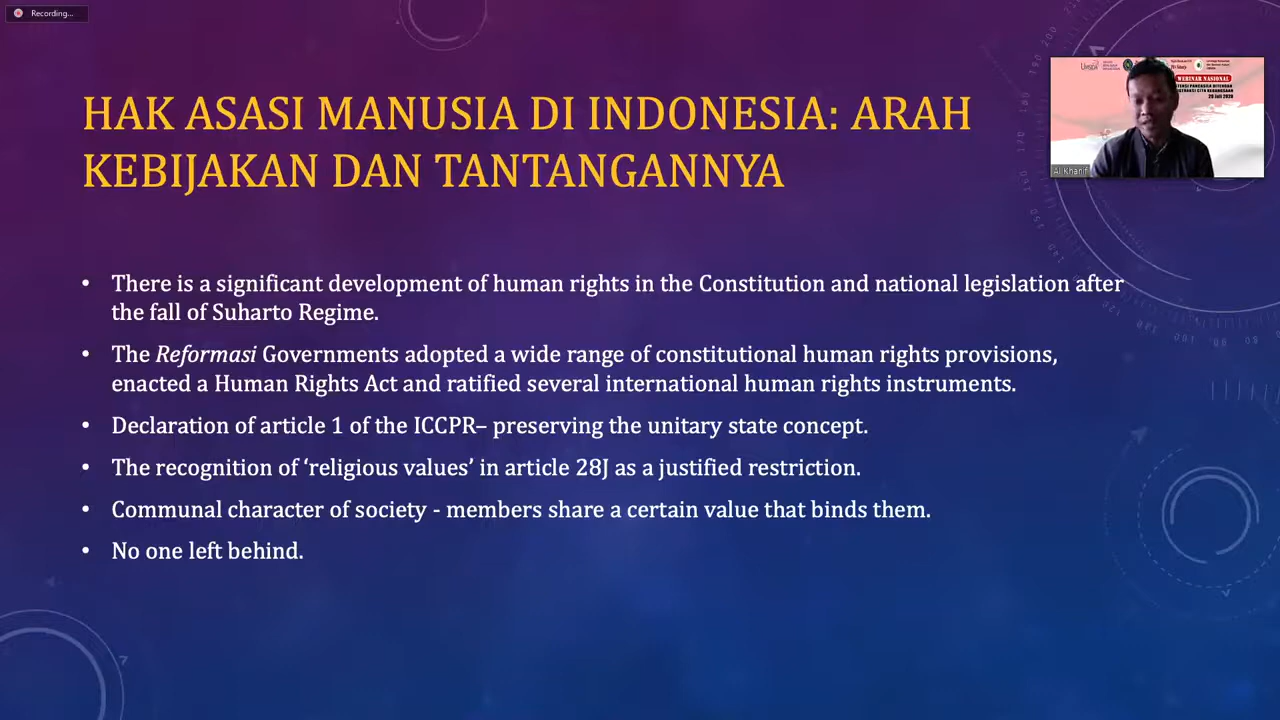 Recording...
HAK ASASI MANUSIA DI INDONESIA: ARAH
KEBIJAKAN DAN TANTANGANNYA
WEBINAR NASIONAL
Al Khanif
• There is a significant development of human rights in the Constitution and national legislation after
the fall of Suharto Regime.
• The Reformasi Governments adopted a wide range of constitutional human rights provisions,
enacted a Human Rights Act and ratified several international human rights instruments.
• Declaration of article 1 of the ICCPR– preserving the unitary state concept.
• The recognition of ‘religious values’ in article 28J as a justified restriction.
• Communal character of society - members share a certain value that binds them.
• No one left behind.